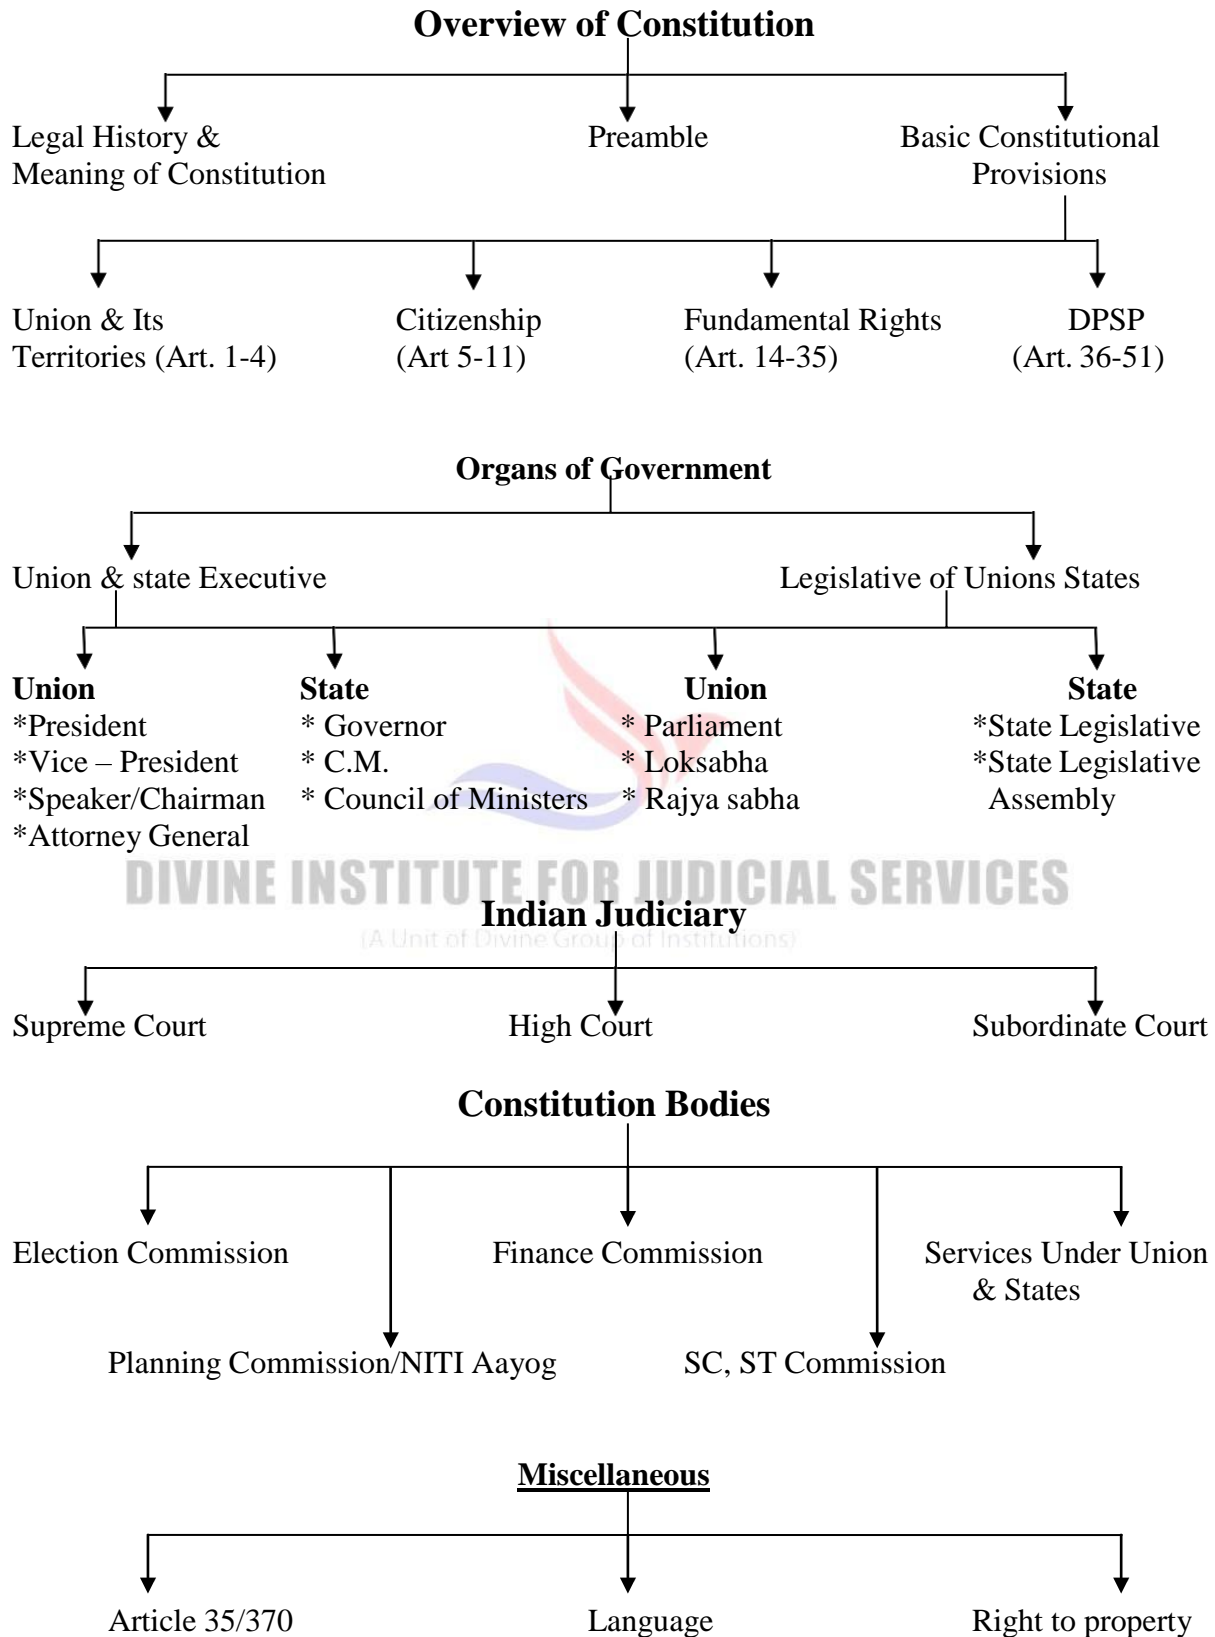 Overview of Constitution
Legal History &
Meaning of Constitution
Preamble
Basic Constitutional
Provisions
Union & Its
Territories (Art. 1-4)
Citizenship
(Art 5-11)
Fundamental Rights
(Art. 14-35)
DPSP
(Art. 36-51)
Organs of Government
Union & state Executive
Legislative of Unions States
Union
*President
*Vice – President
*Speaker/Chairman
*Attorney General
State
* Governor
* C.M.
* Council of Ministers
Union
* Parliament
* Loksabha
* Rajya sabha
State
*State Legislative
*State Legislative
Assembly
DIVINE INSTITUTE FOR JUDICIAL SERVICES
(A Unit of Divine Group of Institutions)
Indian Judiciary
Supreme Court
High Court
Subordinate Court
Constitution Bodies
Election Commission
Finance Commission
Services Under Union
& States
Planning Commission/NITI Aayog
SC, ST Commission
Miscellaneous
Article 35/370
Language
Right to property